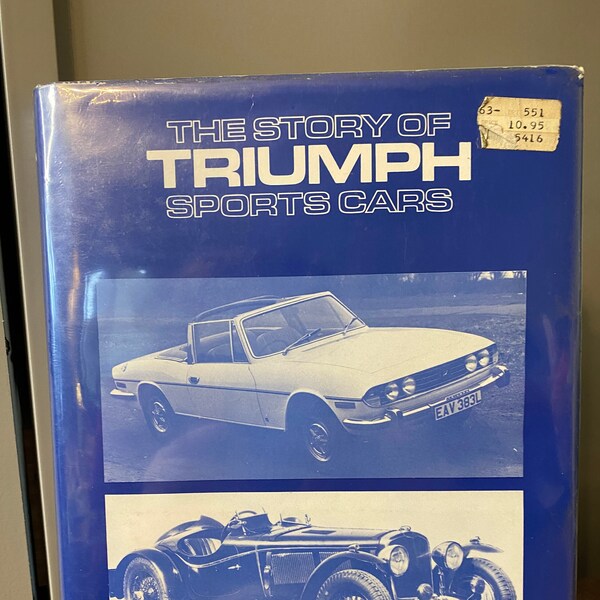 THE STORY OF
TRIUMPH
SPORTS CARS
63- 551
10.95
5416
EAV 383L